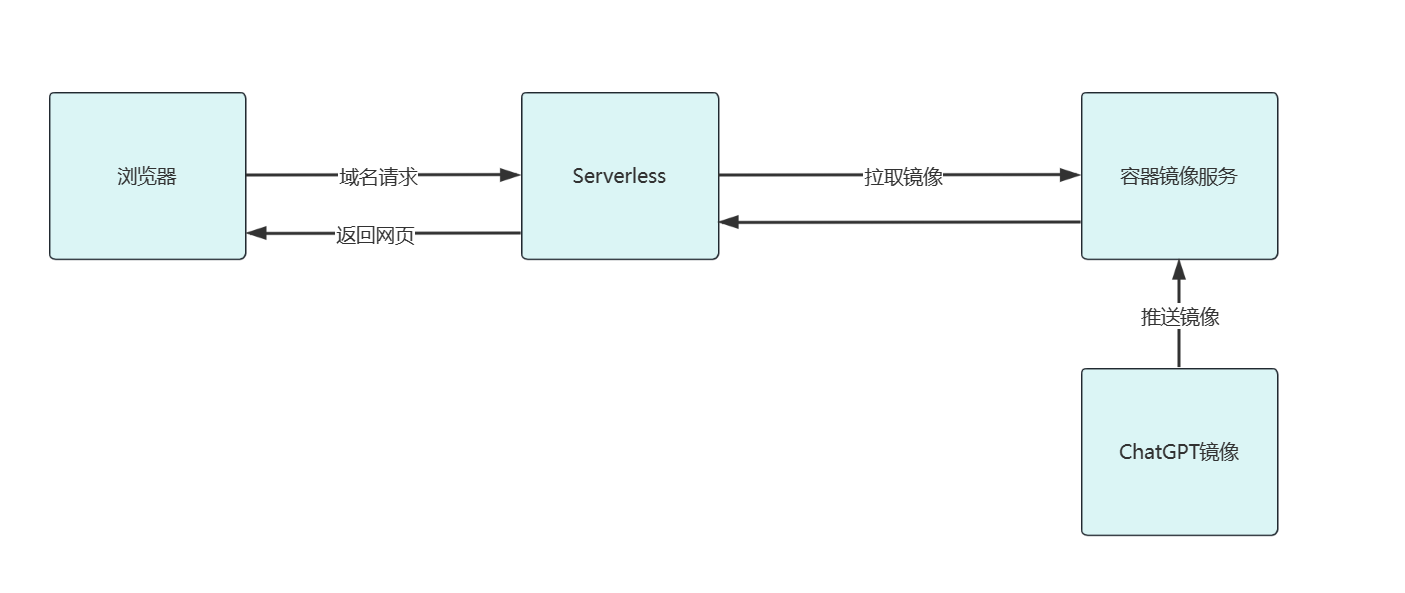 浏览器
域名请求
Serverless
拉取镜像
容器镜像服务
返回网页
推送镜像
ChatGPT镜像